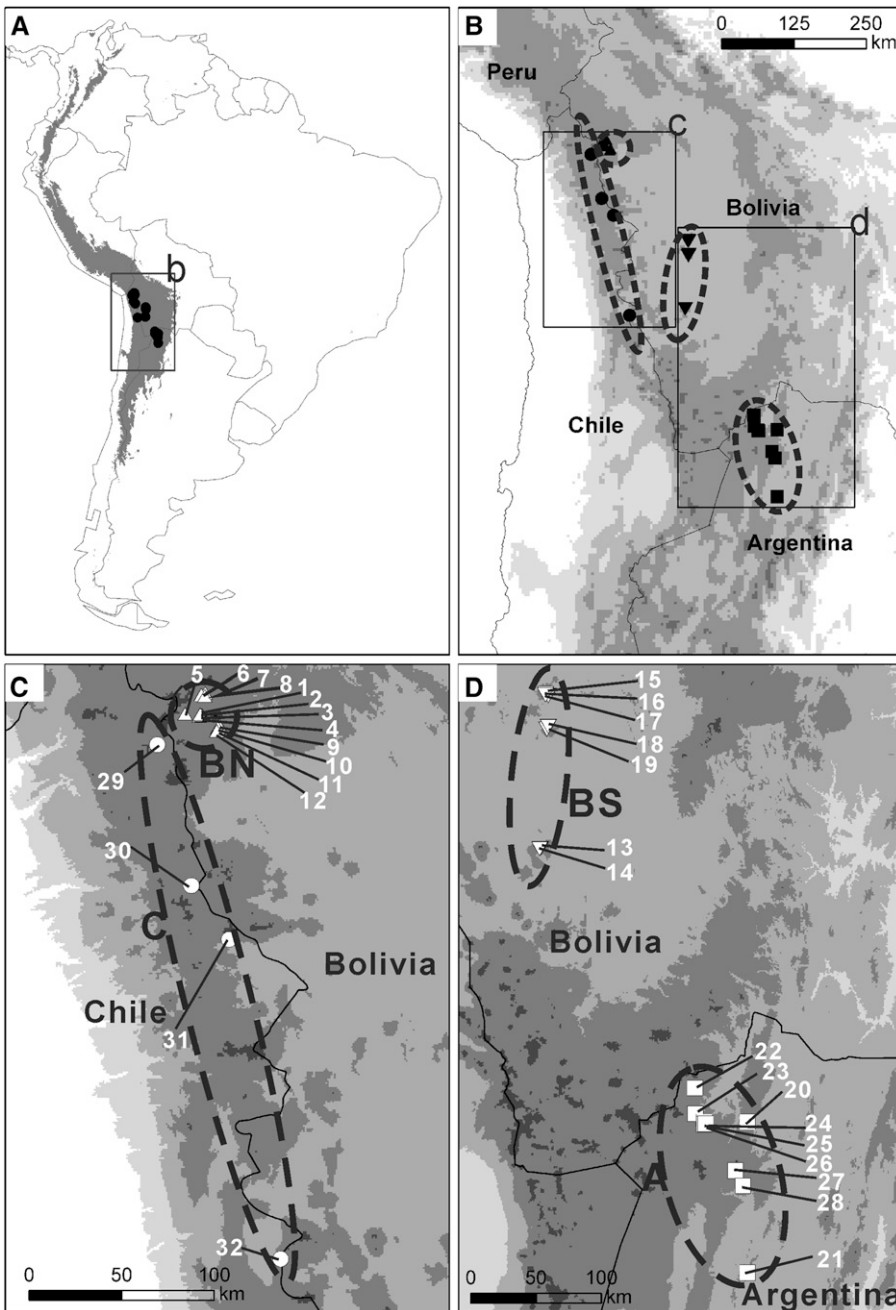 A
b
B
0 125 250
km
Peru
c
Bolivia
d
Chile
Argentina
C
5 6 7 8 1
2
3
4
9
10
11
12
BN
29
30
C
Bolivia
Chile
31
32
0 50 100
km
D
15
16
17
18
19
BS
13
14
Bolivia
22
23
20
24
25
26
A
27
28
21
0 50 100
km
Argentina